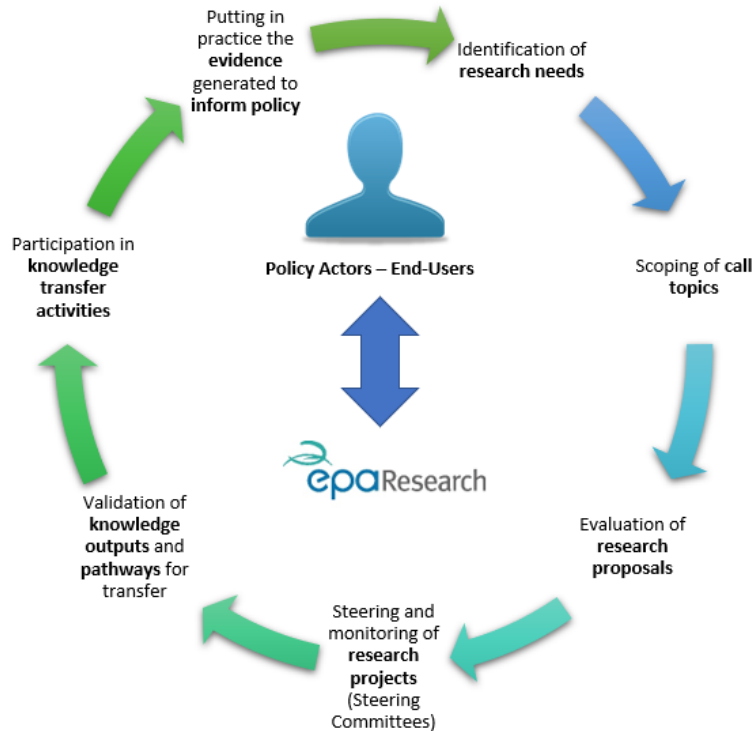 Putting in
practice the
evidence
generated to
inform policy
Identification of
research needs
Scoping of call
topics
Evaluation of
research
proposals
Steering and
monitoring of
research
projects
(Steering
Committees)
Validation of
knowledge
outputs and
pathways for
transfer
Participation in
knowledge
transfer
activities
Policy Actors – End-Users
epaResearch